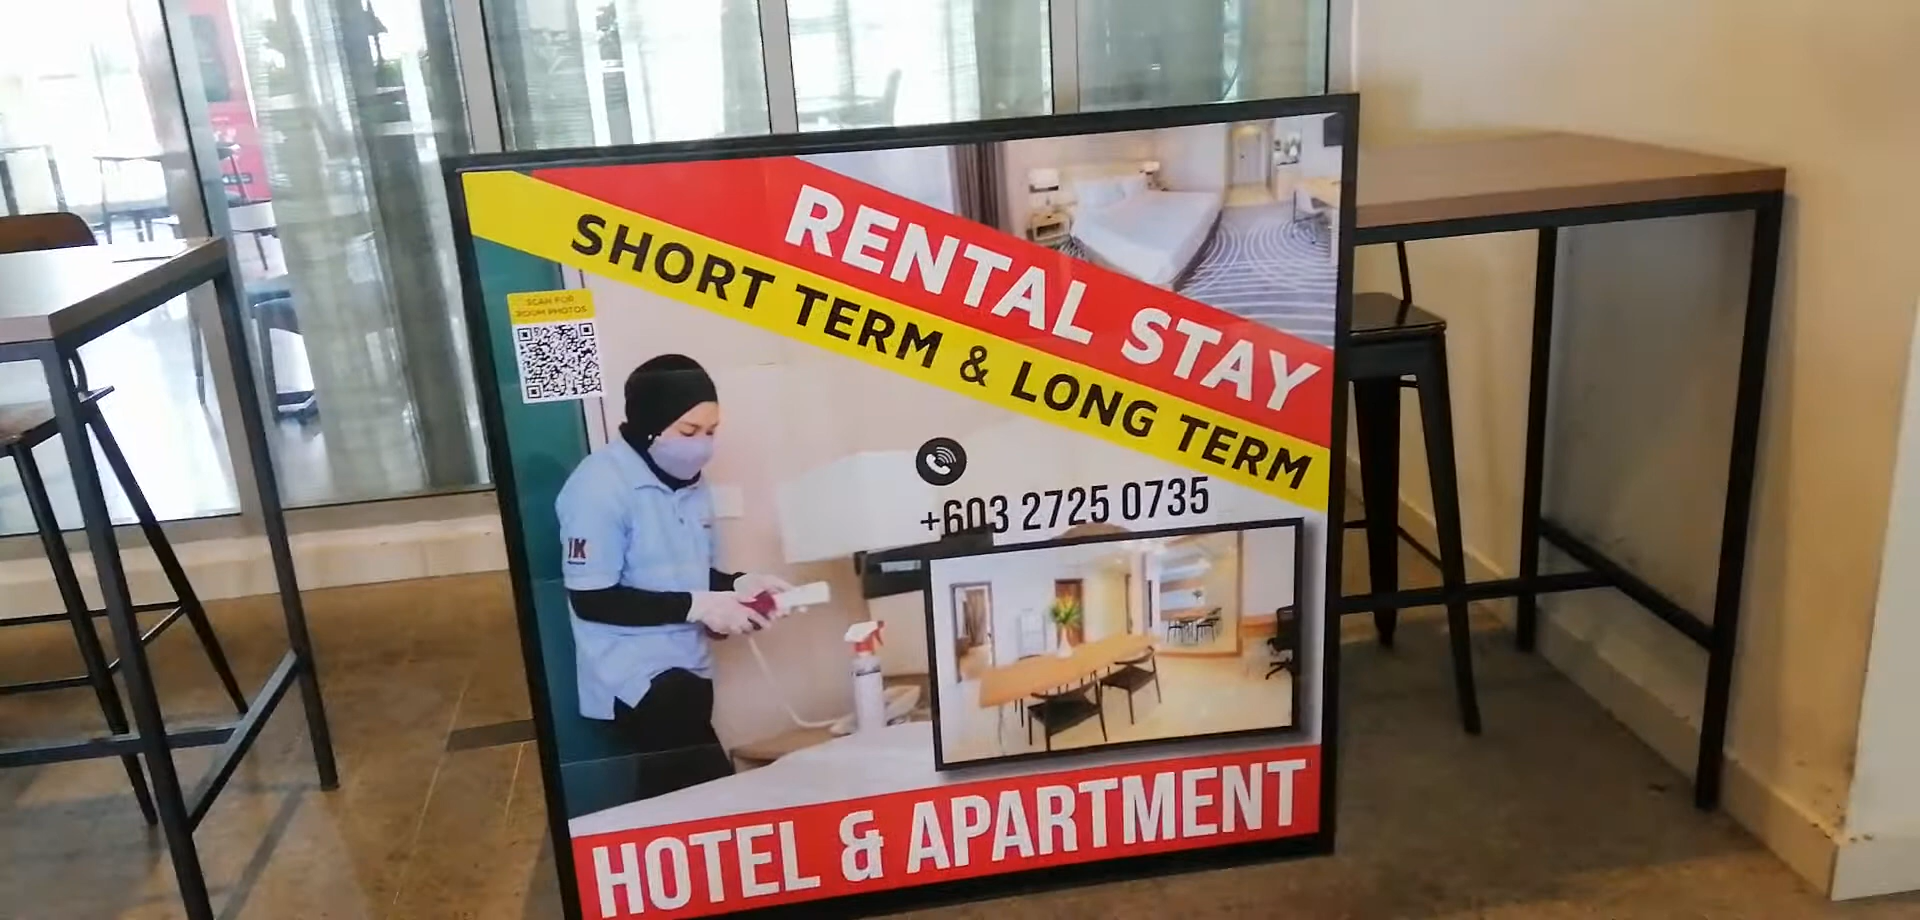 RENTAL STAY
SHORT TERM & LONG TERM
SCAN FOR
ROOM PHOTOS
+603 2725 0735
HOTEL & APARTMENT